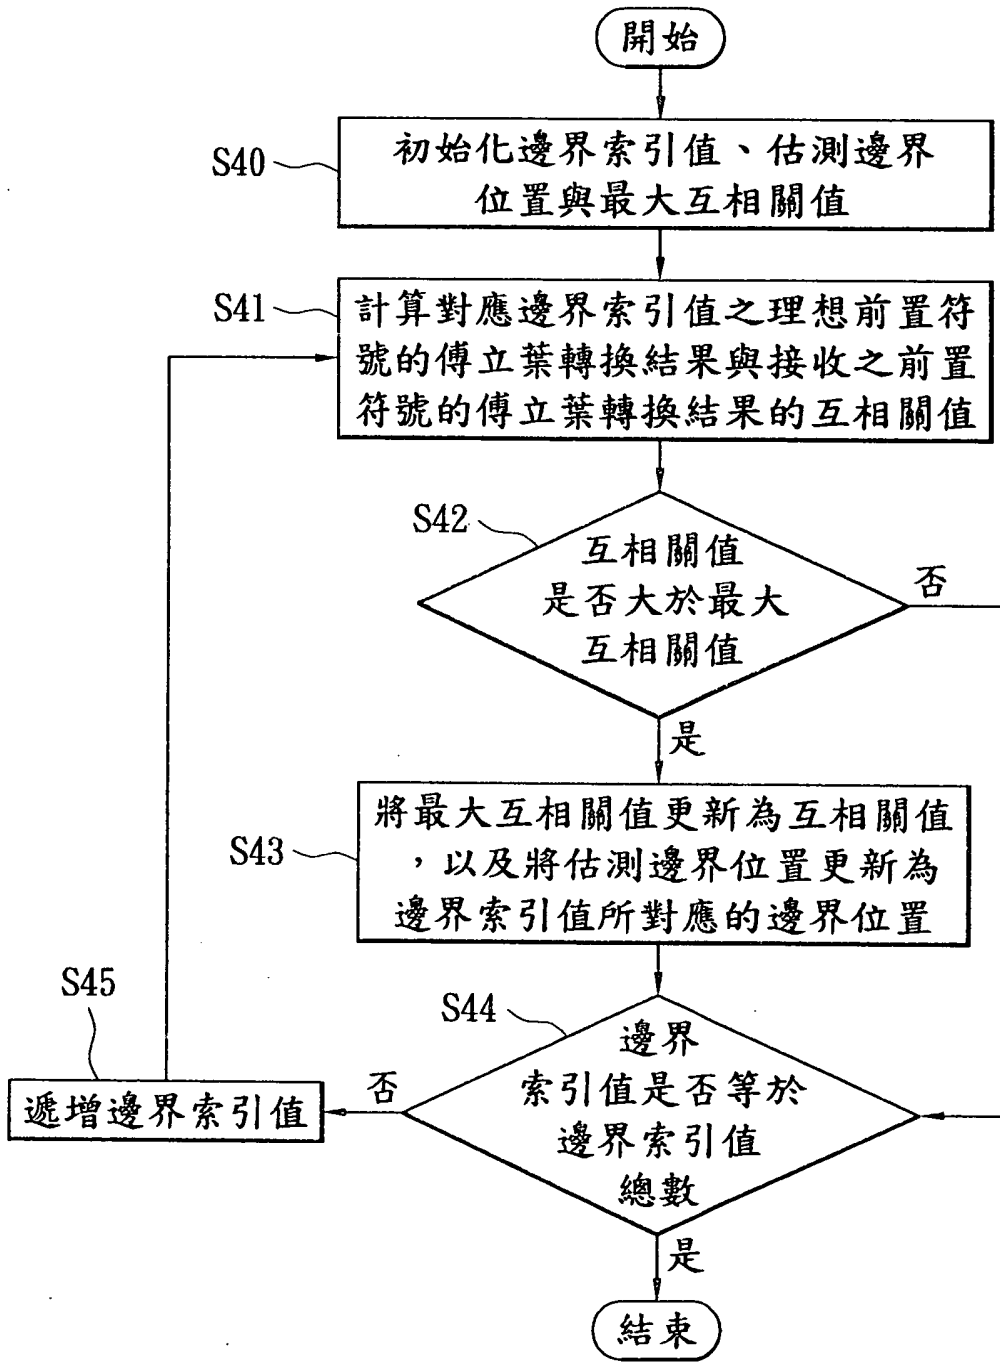 開始
S40
初始化邊界索引值、估測邊界
位置與最大互相關值
S41
計算對應邊界索引值之理想前置符
號的傅立葉轉換結果與接收之前置
符號的傅立葉轉換結果的互相關值
S42
互相關值
是否大於最大
互相關值
否
是
S43
將最大互相關值更新為互相關值
，以及將估測邊界位置更新為
邊界索引值所對應的邊界位置
S45
遞增邊界索引值
S44
邊界
索引值是否等於
邊界索引值
總數
否
是
結束